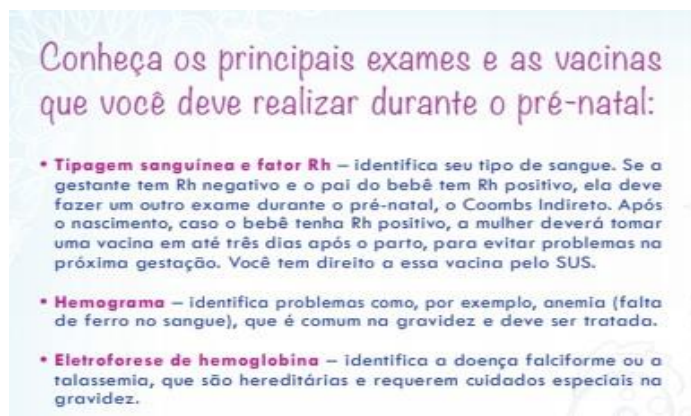 Conheça os principais exames e as vacinas
que você deve realizar durante o pré-natal:
• Tipagem sanguínea e fator Rh – identifica seu tipo de sangue. Se a
gestante tem Rh negativo e o pai do bebê tem Rh positivo, ela deve
fazer um outro exame durante o pré-natal, o Coombs Indireto. Após
o nascimento, caso o bebê tenha Rh positivo, a mulher deverá tomar
uma vacina em até três dias após o parto, para evitar problemas na
próxima gestação. Você tem direito a essa vacina pelo SUS.
• Hemograma – identifica problemas como, por exemplo, anemia (falta
de ferro no sangue), que é comum na gravidez e deve ser tratada.
• Eletroforese de hemoglobina – identifica a doença falciforme ou a
talassemia, que são hereditárias e requerem cuidados especiais na
gravidez.